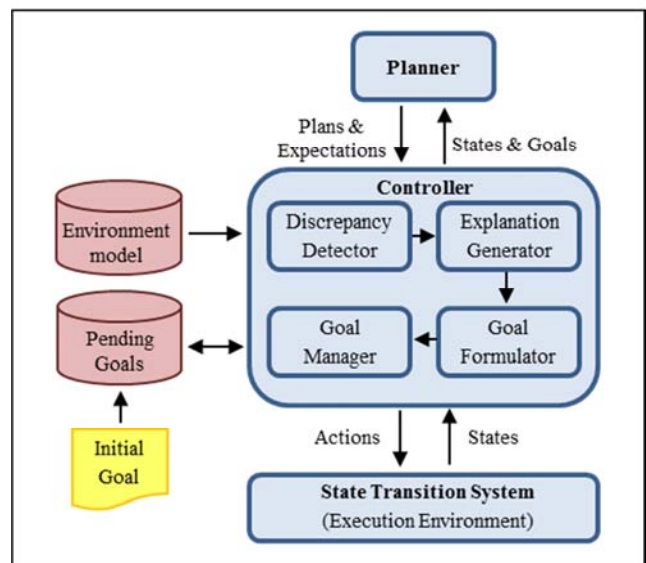 Planner
Plans &
Expectations
States & Goals
Controller
Environment
model
Discrepancy
Detector
Explanation
Generator
Pending
Goals
Goal
Manager
Goal
Formulator
Initial
Goal
Actions
States
State Transition System
(Execution Environment)